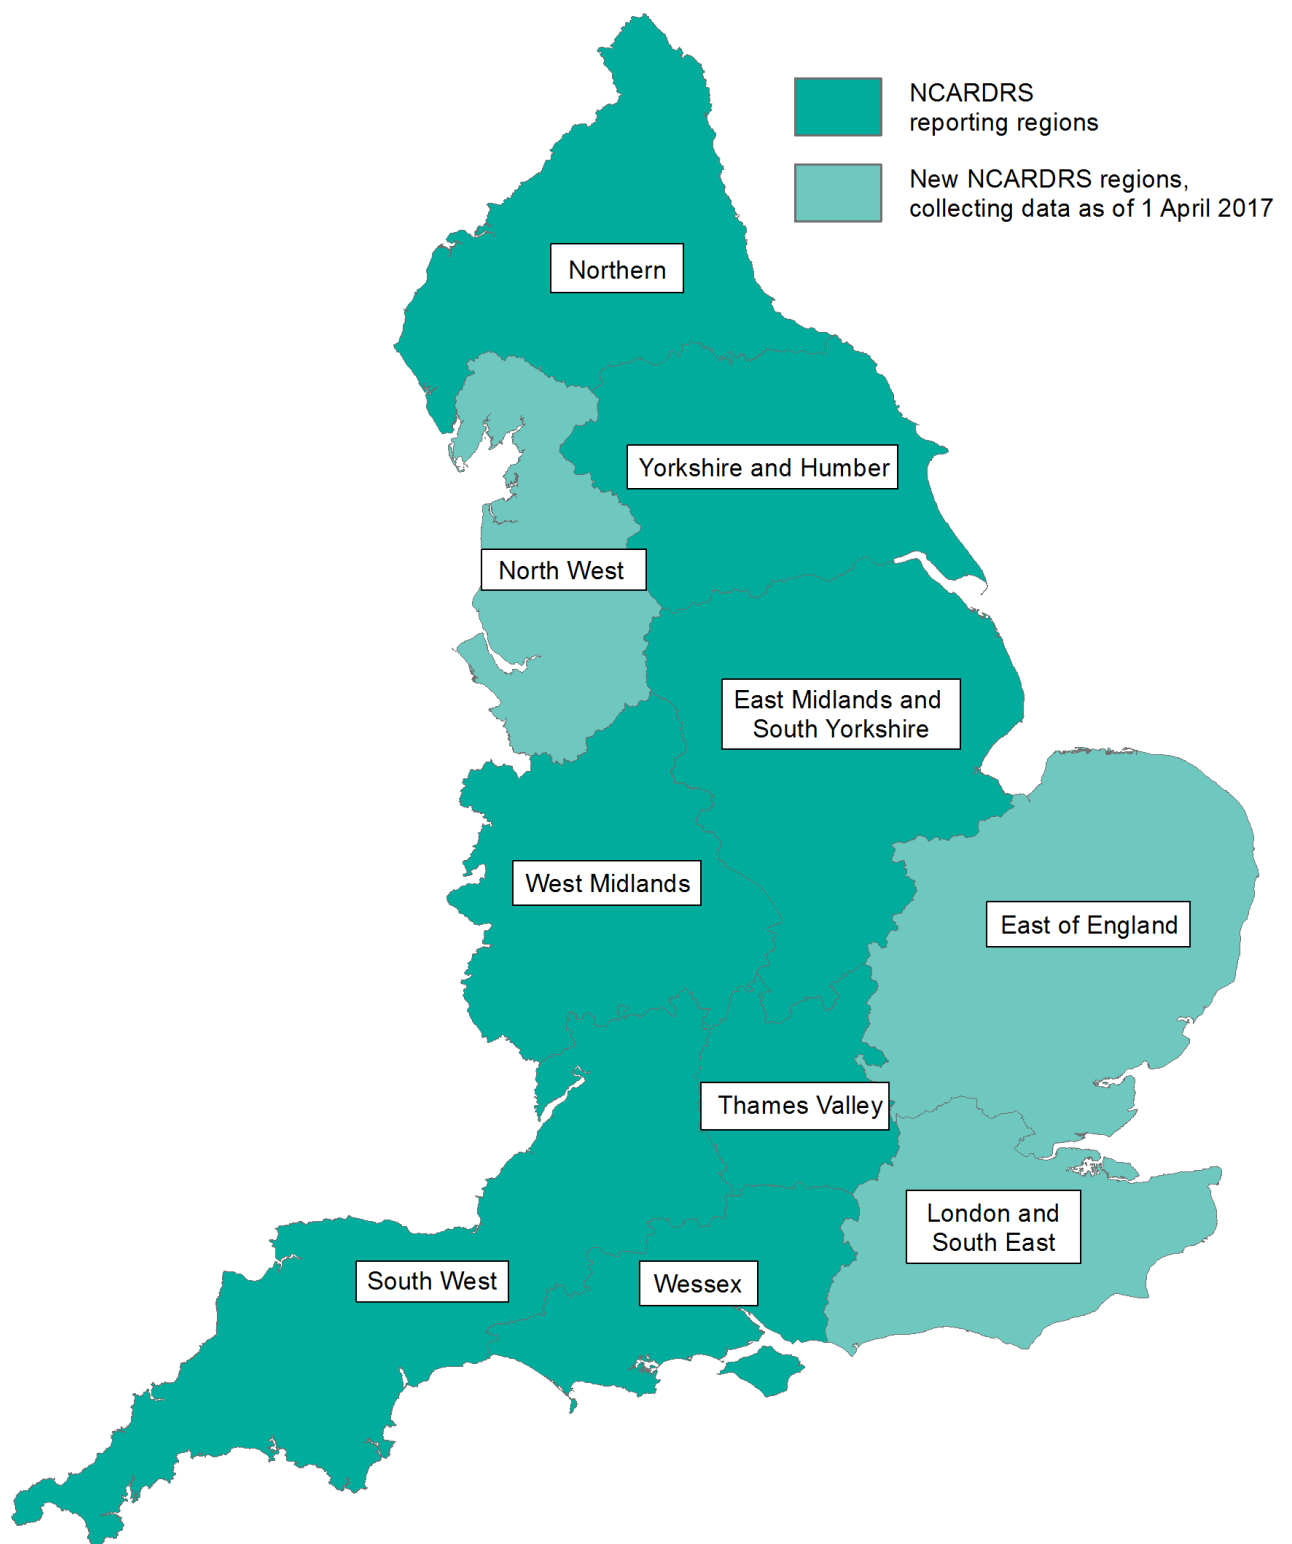 NCARDRS
reporting regions
New NCARDRS regions,
collecting data as of 1 April 2017
Northern
Yorkshire and Humber
North West
East Midlands and
South Yorkshire
West Midlands
East of England
Thames Valley
London and
South East
South West
Wessex